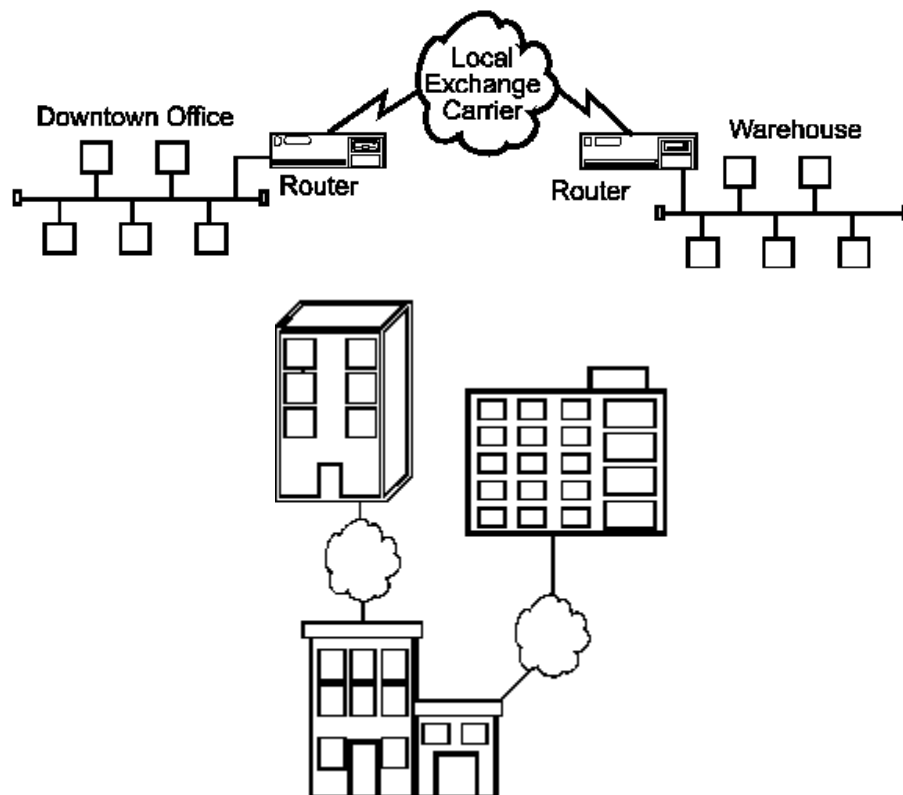 Local
Exchange
Carrier
Downtown Office
Warehouse
Router
Router